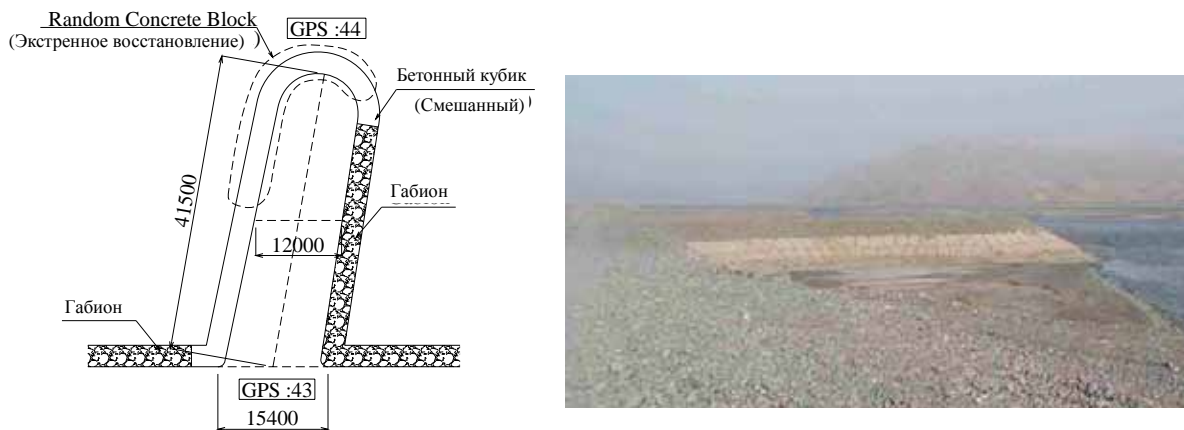 Random Concrete Block
(Экстренное восстановление) )
GPS :44
Бетонный кубик
(Смешанный) )
41500
Габион
12000
Габион
GPS :43
15400